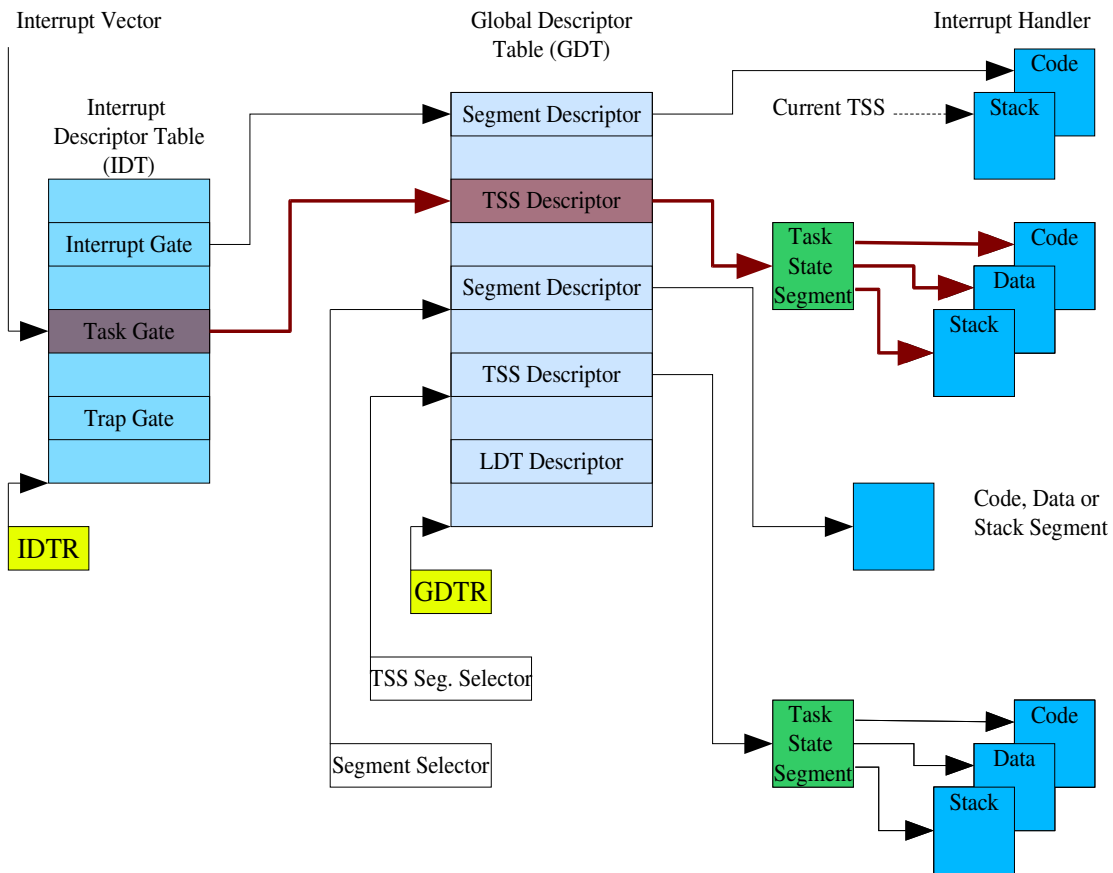 Interrupt Vector
Global Descriptor
Table (GDT)
Interrupt Handler
Interrupt
Descriptor Table
(IDT)
Interrupt Gate
Task Gate
Trap Gate
IDTR
Segment Descriptor
TSS Descriptor
Segment Descriptor
TSS Descriptor
LDT Descriptor
GDTR
TSS Seg. Selector
Segment Selector
Code
Current TSS
Stack
Task
State
Segment
Code
Data
Stack
Code, Data or
Stack Segment
Task
State
Segment
Code
Data
Stack